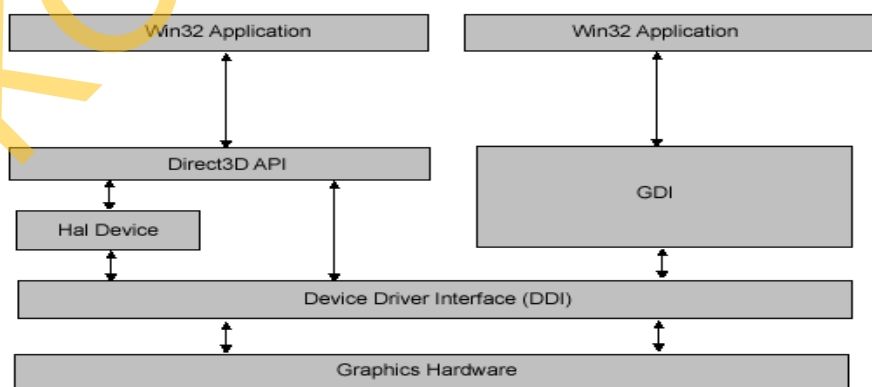 Win32 Application
Win32 Application
Direct3D API
GDI
Hal Device
Device Driver Interface (DDI)
Graphics Hardware